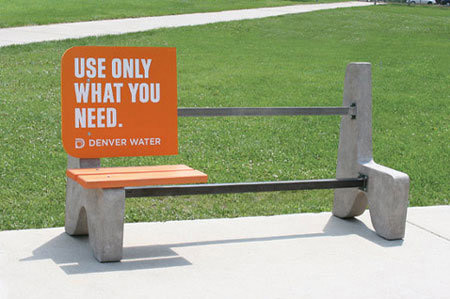 USE ONLY
WHAT YOU
NEED.
DENVER WATER